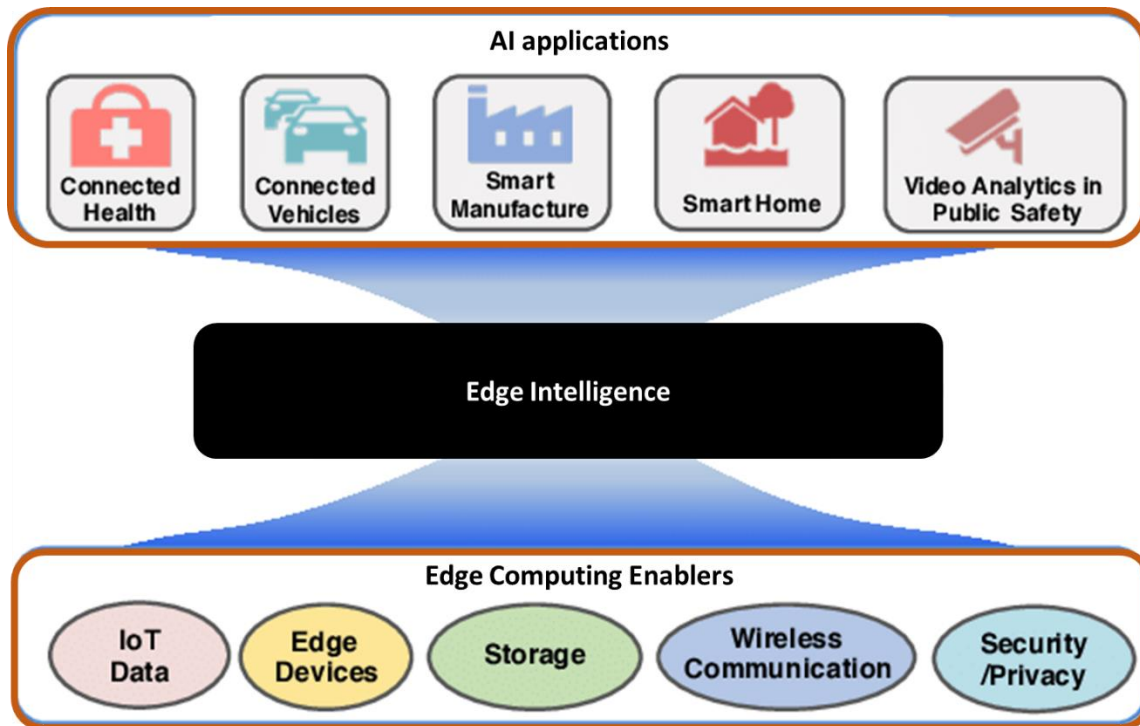 AI applications
Connected
Health
Connected
Vehicles
Smart
Manufacture
Smart Home
Video Analytics in
Public Safety
Edge Intelligence
Edge Computing Enablers
IoT
Data
Edge
Devices
Storage
Wireless
Communication
Security
/Privacy